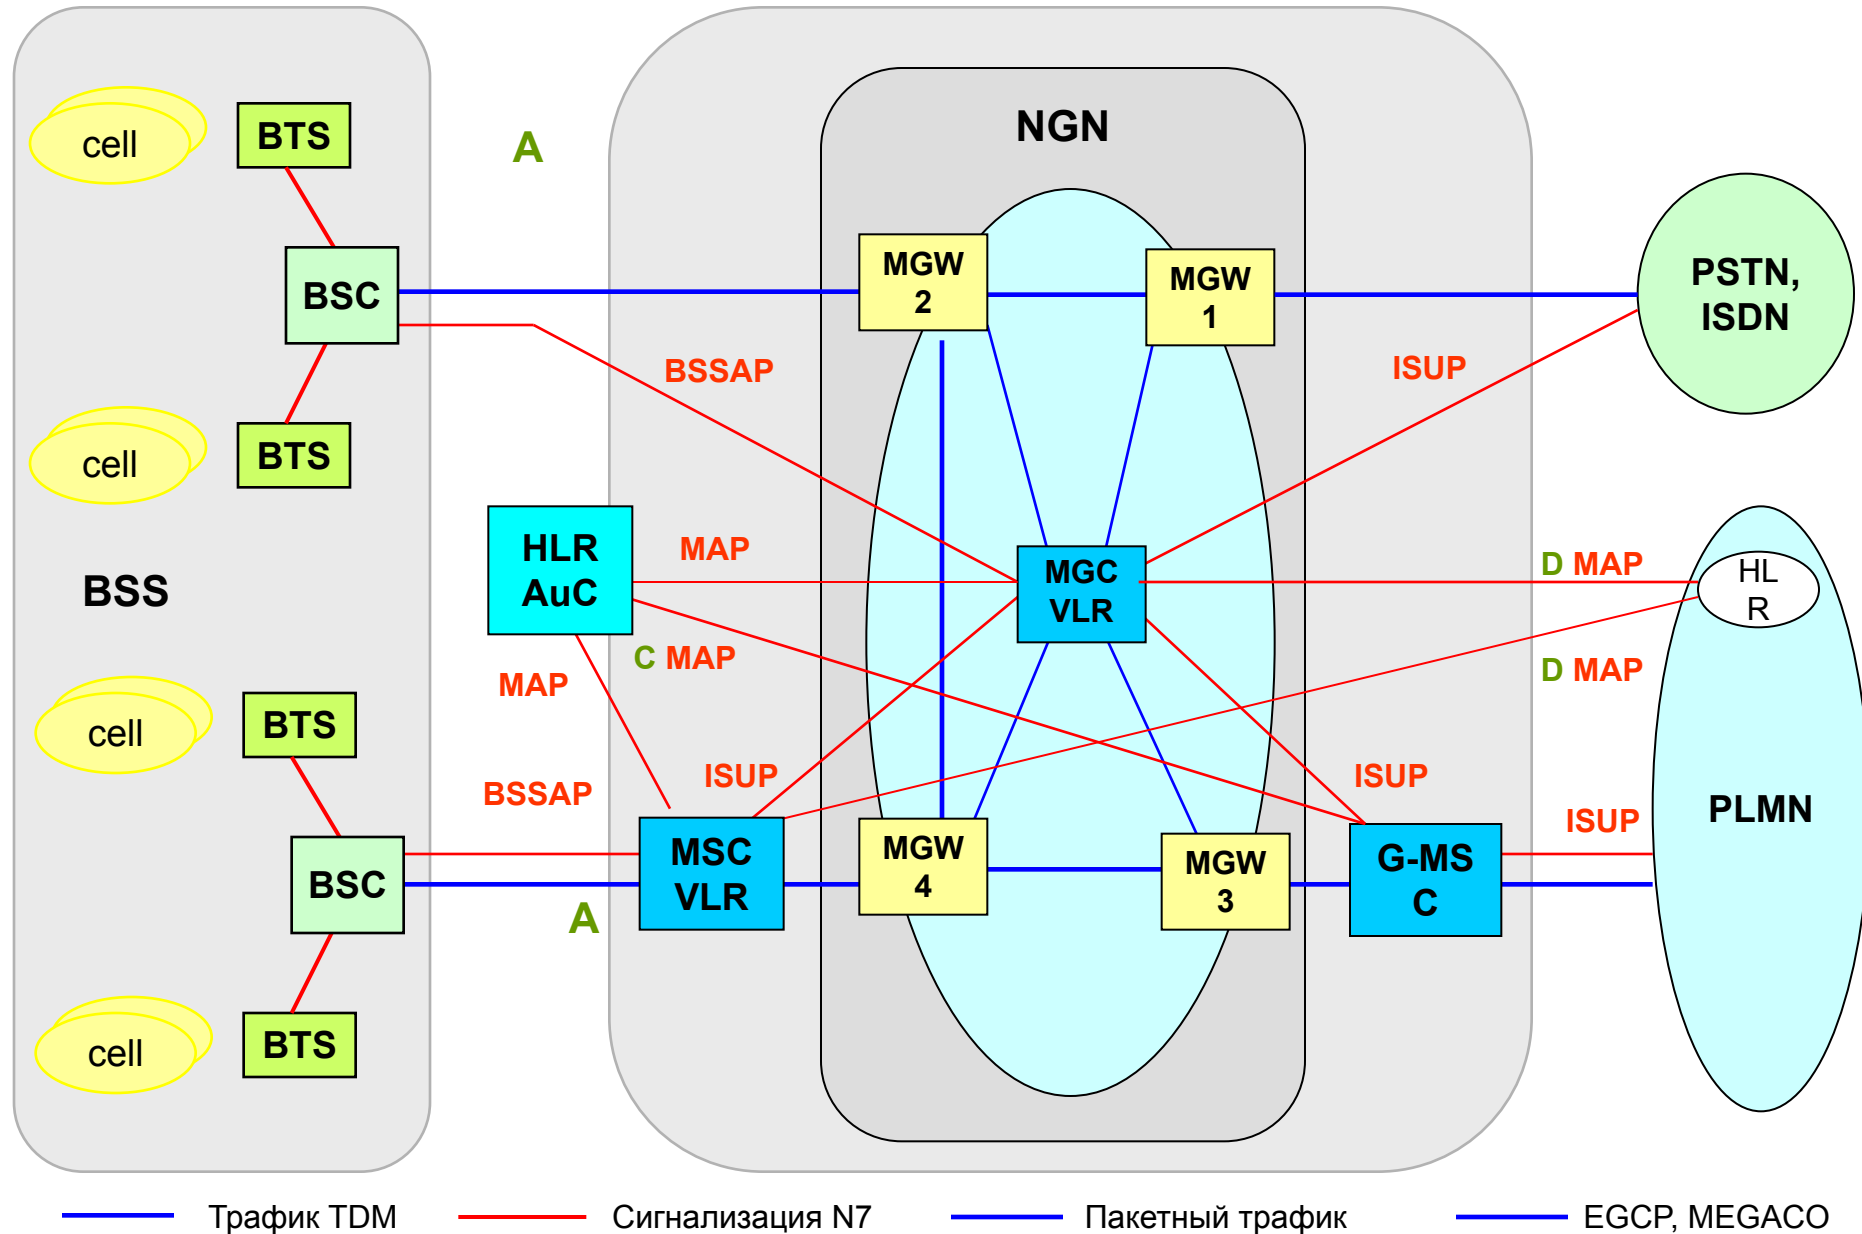 NGN
cell
BTS
A
MGW
2
MGW
1
PSTN,
ISDN
BSC
BSSAP
ISUP
cell
BTS
HLR
AuC
MAP
MGC
VLR
D MAP
HL
R
BSS
C MAP
MAP
D MAP
cell
BTS
BSSAP
ISUP
ISUP
ISUP
PLMN
BSC
MSC
VLR
MGW
4
MGW
3
G-MS
C
A
cell
BTS
Трафик TDM
Сигнализация N7
Пакетный трафик
EGCP, MEGACO